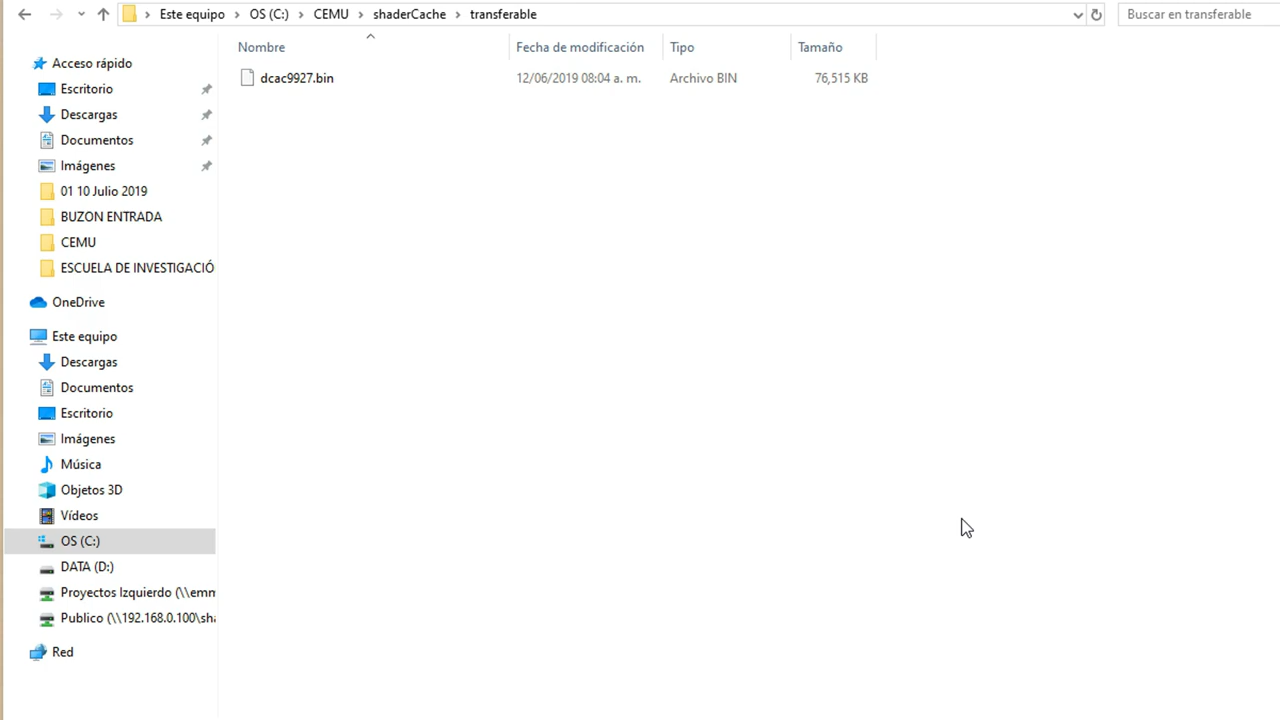 Este equipo > OS (C:) > CEMU > shaderCache > transferable
Buscar en transferable
Nombre Fecha de modificación Tipo Tamaño
dcac9927.bin 12/06/2019 08:04 a. m. Archivo BIN 76,515 KB
Acceso rápido
Escritorio
Descargas
Documentos
Imágenes
01 10 Julio 2019
BUZON ENTRADA
CEMU
ESCUELA DE INVESTIGACIÓ
OneDrive
Este equipo
Descargas
Documentos
Escritorio
Imágenes
Música
Objetos 3D
Vídeos
OS (C:)
DATA (D:)
Proyectos Izquierdo (\\emm
Publico (\\192.168.0.100\sha
Red